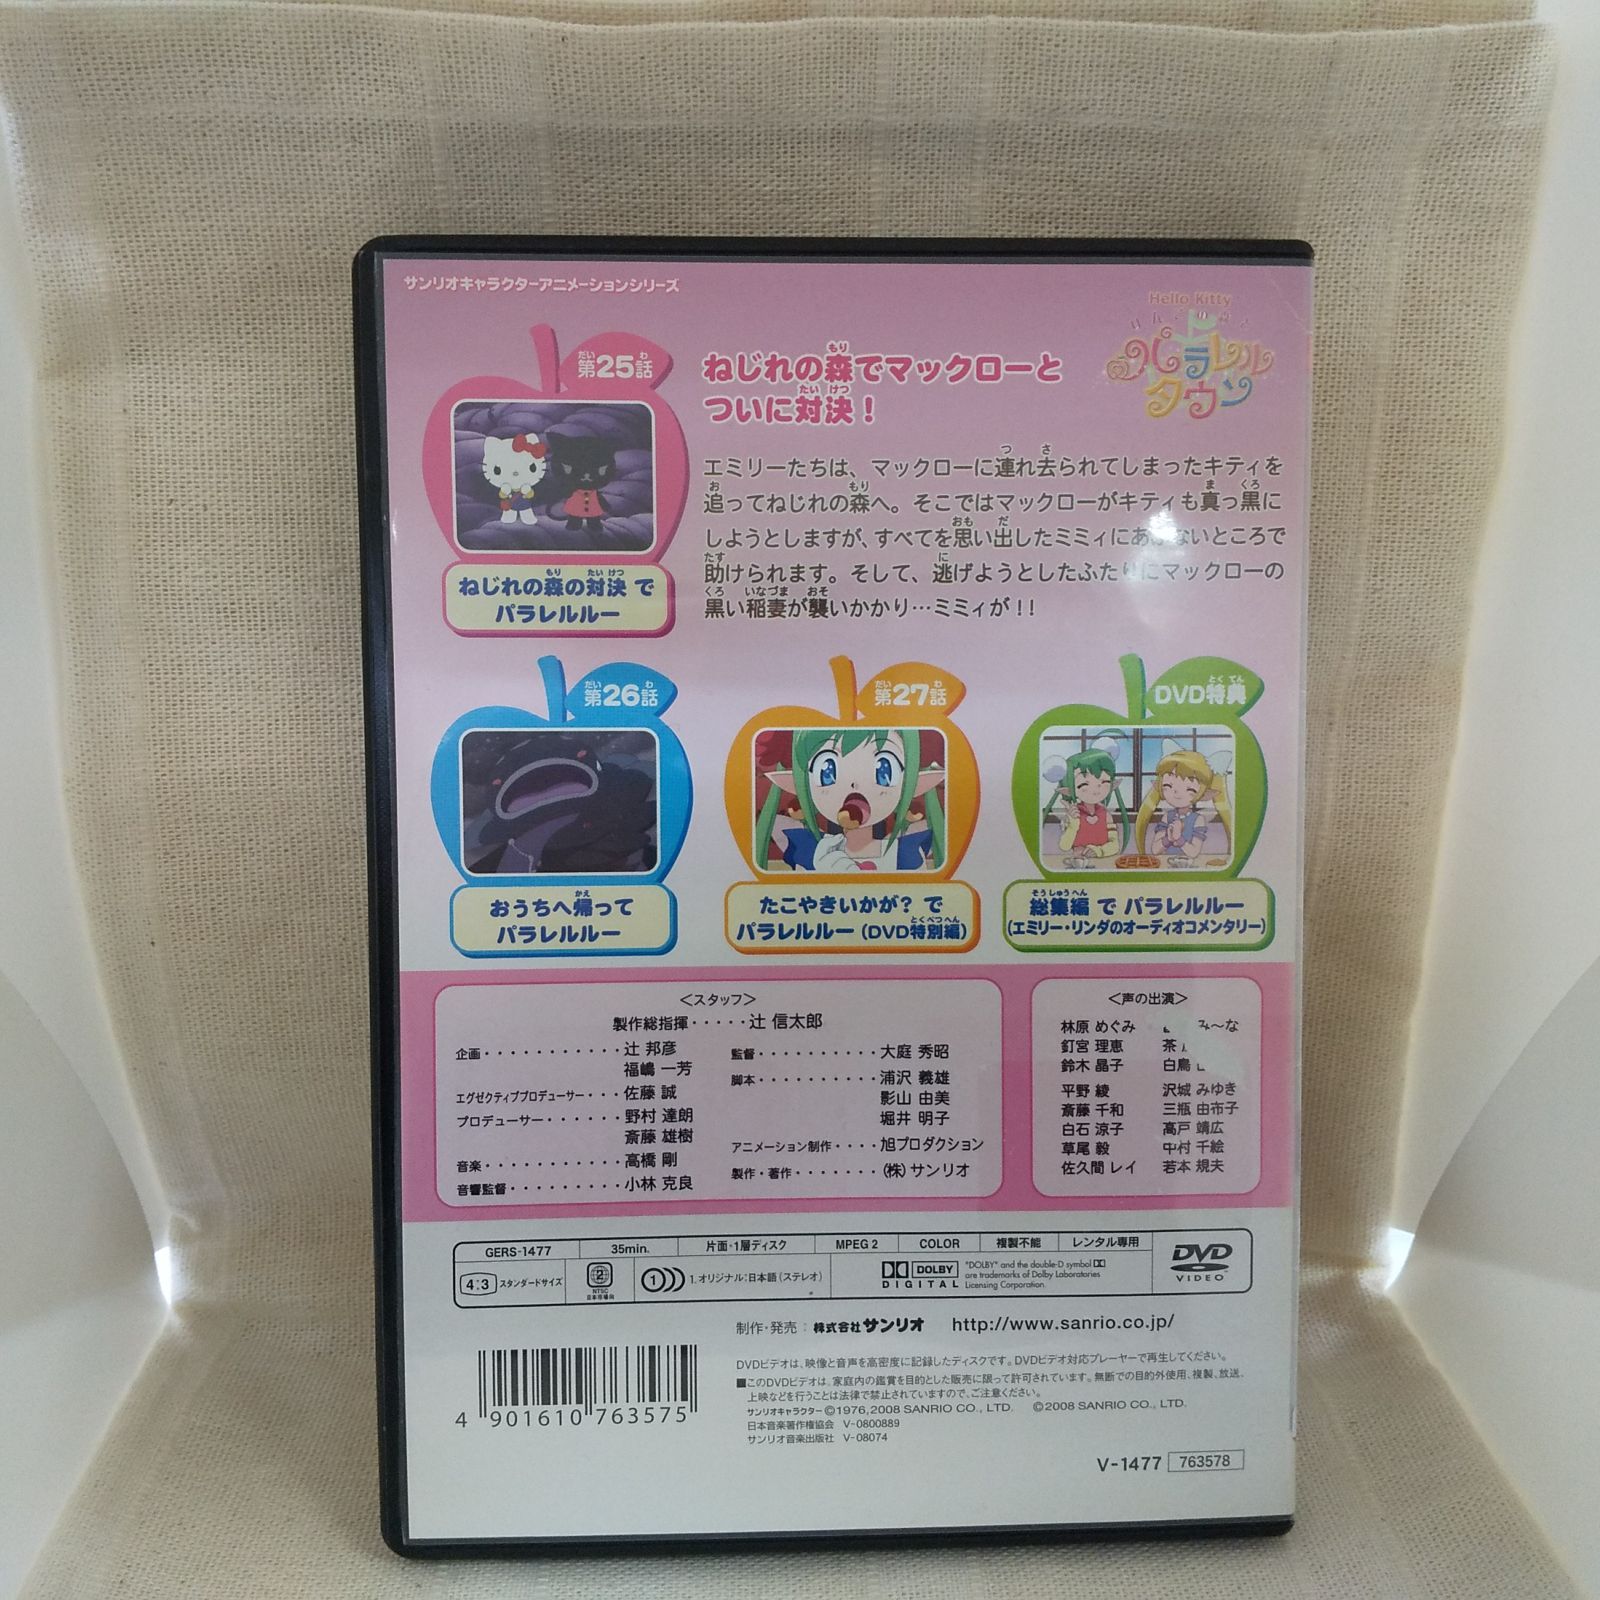 サンリオキャラクターアニメーションシリーズ
Hello Kitty
りんごの森と
パラレル
タウン
第25話
ねじれの森でマックローと
ついに対決！
エミリーたちは、マックローに連れ去られてしまったキティを
追ってねじれの森へ。そこではマックローがキティも真っ黒に
しようとしますが、すべてを思い出したミミィにあぶないところで
助けられます。そして、逃げようとしたふたりにマックローの
黒い稲妻が襲いかかり…ミミィが！！
ねじれの森の対決 で
パラレルルー
第26話
おうちへ帰って
パラレルルー
第27話
たこやきいかが？ で
パラレルルー（DVD特別編）
DVD特典
総集編 で パラレルルー
（エミリー・リンダのオーディオコメンタリー）
＜スタッフ＞
製作総指揮・・・・・辻 信太郎
企画・・・・・・・・・・・辻 邦彦
福嶋 一芳
エグゼクティブプロデューサー・・・佐藤 誠
プロデューサー・・・・・・野村 達朗
斎藤 雄樹
音楽・・・・・・・・・・・高橋 剛
音響監督・・・・・・・・・小林 克良
監督・・・・・・・・・・大庭 秀昭
脚本・・・・・・・・・・浦沢 義雄
影山 由美
堀井 明子
アニメーション制作・・・・旭プロダクション
製作・著作・・・・・・・（株）サンリオ
＜声の出演＞
林原 めぐみ み〜な
釘宮 理恵 茶
鈴木 晶子 白鳥
平野 綾 沢城 みゆき
斎藤 千和 三瓶 由布子
白石 涼子 高戸 靖広
草尾 毅 中村 千絵
佐久間 レイ 若本 規夫
GERS-1477 35min. 片面・1層ディスク MPEG 2 COLOR 複製不能 レンタル専用
4:3 スタンダードサイズ
2
NTSC
日本市場向
1 1. オリジナル:日本語（ステレオ）
DOLBY
DIGITAL
"DOLBY" and the double-D symbol
are trademarks of Dolby Laboratories
Licensing Corporation.
DVD
VIDEO
制作・発売：株式会社サンリオ http://www.sanrio.co.jp/
DVDビデオは、映像と音声を高密度に記録したディスクです。DVDビデオ対応プレーヤーで再生してください。
■このDVDビデオは、家庭内の鑑賞を目的とした販売に限って許可されています。無断での目的外使用、複製、放送、
上映などを行うことは法律で禁止されていますので、ご注意ください。
サンリオキャラクター ©1976,2008 SANRIO CO., LTD. ©2008 SANRIO CO., LTD.
日本音楽著作権協会 V-0800889
サンリオ音楽出版社 V-08074
4 901610 763575
V-1477 763578